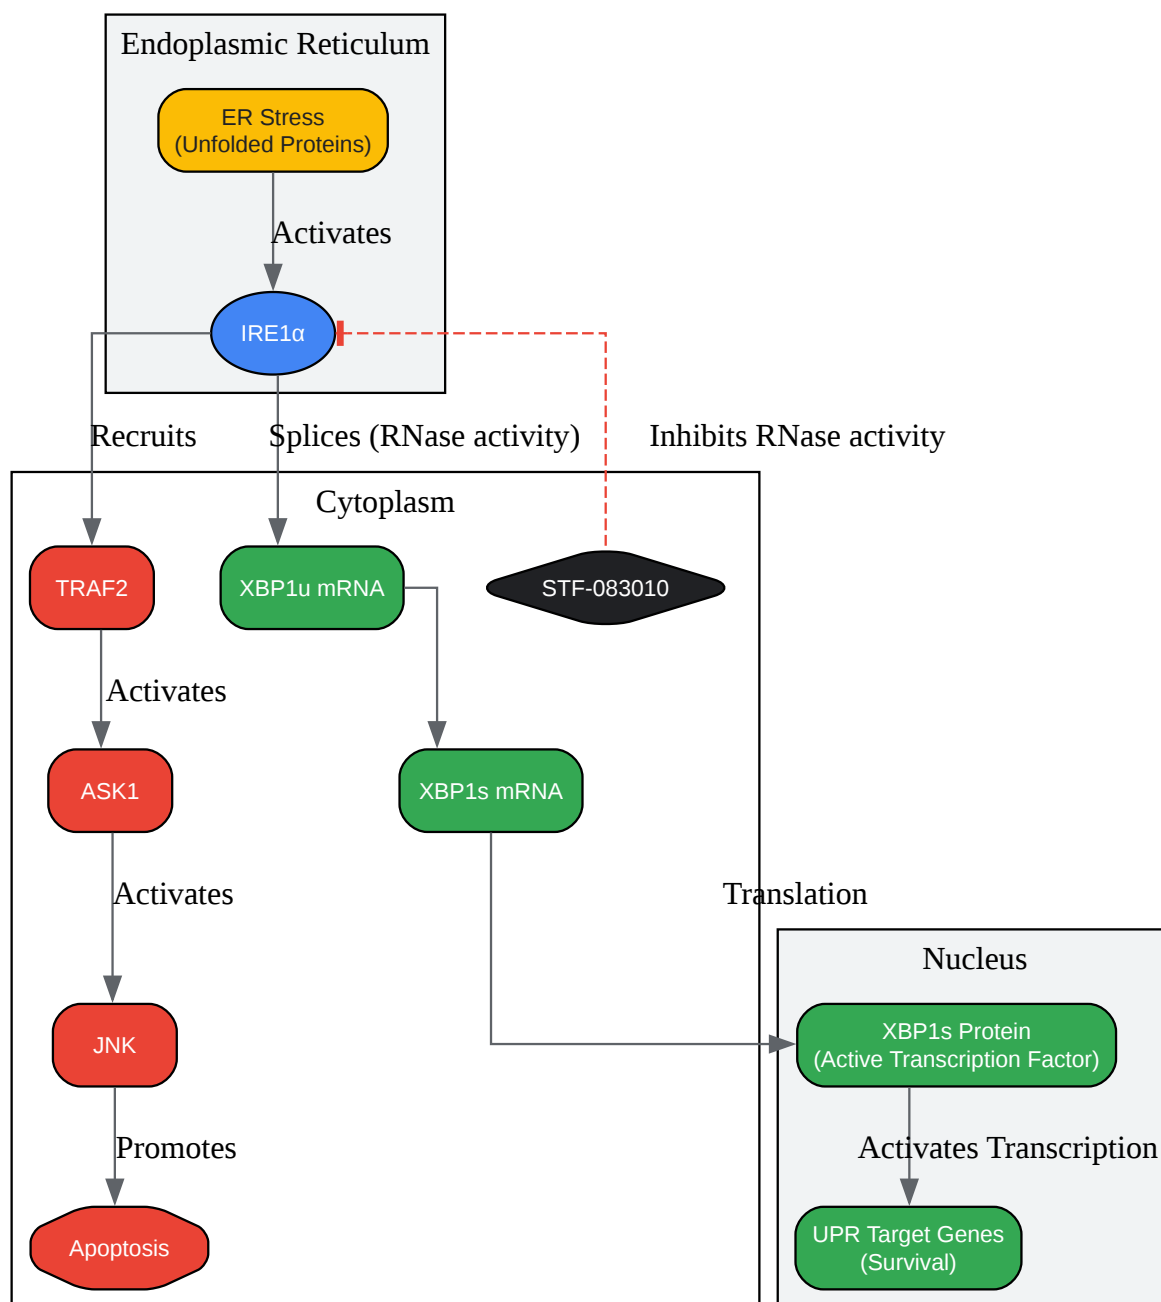 Endoplasmic Reticulum
ER Stress
(Unfolded Proteins)
Activates
IRE1α
Recruits
Splices (RNase activity)
Inhibits RNase activity
Cytoplasm
TRAF2
XBP1u mRNA
STF-083010
Activates
ASK1
XBP1s mRNA
Activates
Translation
Nucleus
JNK
XBP1s Protein
(Active Transcription Factor)
Promotes
Activates Transcription
Apoptosis
UPR Target Genes
(Survival)